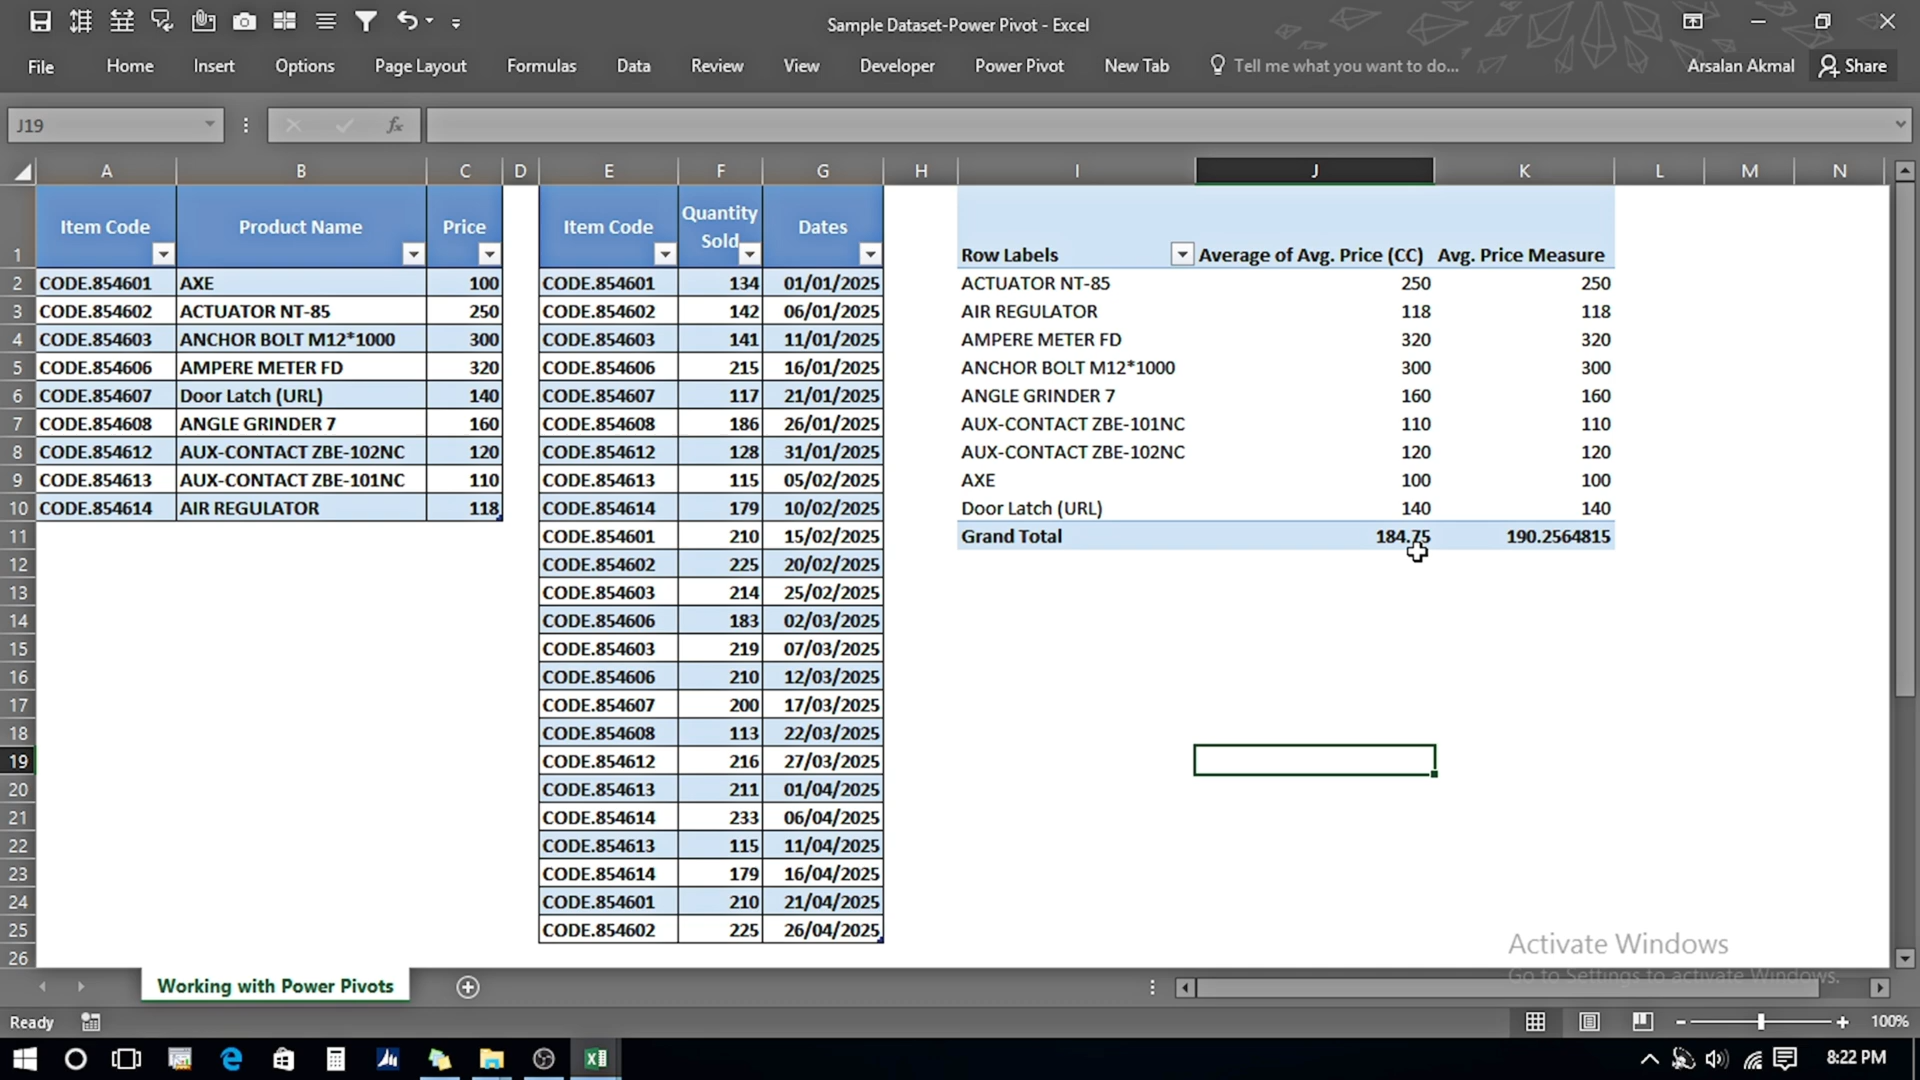 Sample Dataset-Power Pivot - Excel
File Home Insert Options Page Layout Formulas Data Review View Developer Power Pivot New Tab Tell me what you want to do... Arsalan Akmal Share
J19 fx
A B C D E F G H I J K L M N
1 Item Code Product Name Price Item Code Quantity Sold Dates Row Labels Average of Avg. Price (CC) Avg. Price Measure
2 CODE.854601 AXE 100 CODE.854601 134 01/01/2025 ACTUATOR NT-85 250 250
3 CODE.854602 ACTUATOR NT-85 250 CODE.854602 142 06/01/2025 AIR REGULATOR 118 118
4 CODE.854603 ANCHOR BOLT M12*1000 300 CODE.854603 141 11/01/2025 AMPERE METER FD 320 320
5 CODE.854606 AMPERE METER FD 320 CODE.854606 215 16/01/2025 ANCHOR BOLT M12*1000 300 300
6 CODE.854607 Door Latch (URL) 140 CODE.854607 117 21/01/2025 ANGLE GRINDER 7 160 160
7 CODE.854608 ANGLE GRINDER 7 160 CODE.854608 186 26/01/2025 AUX-CONTACT ZBE-101NC 110 110
8 CODE.854612 AUX-CONTACT ZBE-102NC 120 CODE.854612 128 31/01/2025 AUX-CONTACT ZBE-102NC 120 120
9 CODE.854613 AUX-CONTACT ZBE-101NC 110 CODE.854613 115 05/02/2025 AXE 100 100
10 CODE.854614 AIR REGULATOR 118 CODE.854614 179 10/02/2025 Door Latch (URL) 140 140
11 CODE.854601 210 15/02/2025 Grand Total 184.75 190.2564815
12 CODE.854602 225 20/02/2025
13 CODE.854603 214 25/02/2025
14 CODE.854606 183 02/03/2025
15 CODE.854603 219 07/03/2025
16 CODE.854606 210 12/03/2025
17 CODE.854607 200 17/03/2025
18 CODE.854608 113 22/03/2025
19 CODE.854612 216 27/03/2025
20 CODE.854613 211 01/04/2025
21 CODE.854614 233 06/04/2025
22 CODE.854613 115 11/04/2025
23 CODE.854614 179 16/04/2025
24 CODE.854601 210 21/04/2025
25 CODE.854602 225 26/04/2025
26
Activate Windows
Go to Settings to activate Windows.
Working with Power Pivots
Ready 100%
8:22 PM